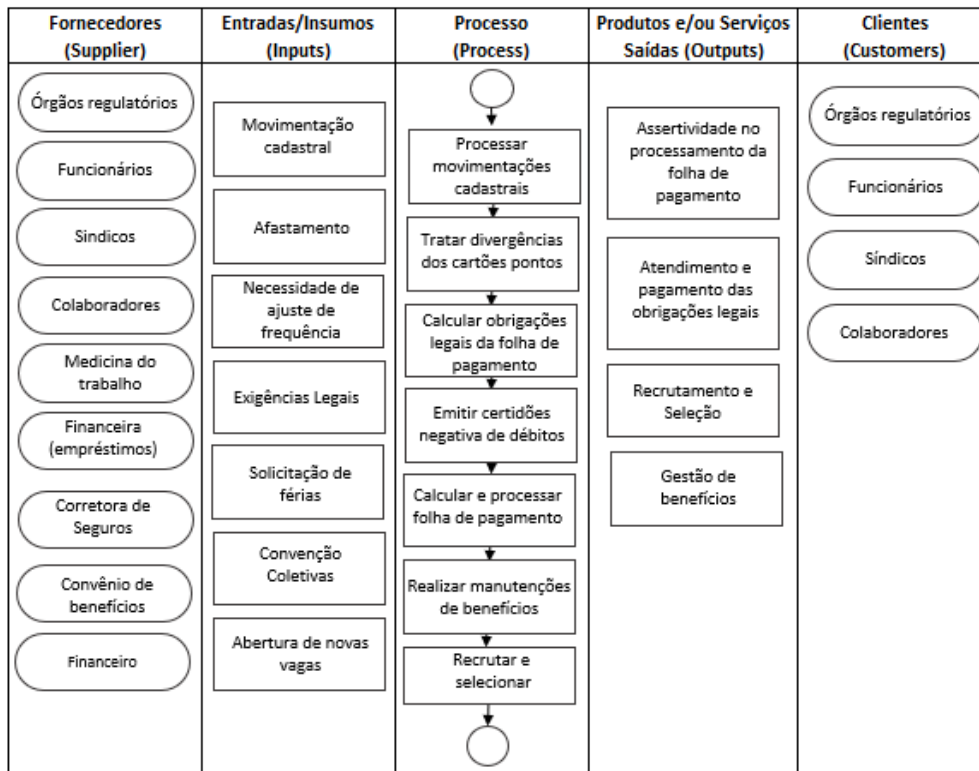 Fornecedores
(Supplier)
Entradas/Insumos
(Inputs)
Processo
(Process)
Produtos e/ou Serviços
Saídas (Outputs)
Clientes
(Customers)
Órgãos regulatórios
Funcionários
Sindicos
Colaboradores
Medicina do
trabalho
Financeira
(empréstimos)
Corretora de
Seguros
Convênio de
benefícios
Financeiro
Movimentação
cadastral
Afastamento
Necessidade de
ajuste de
frequência
Exigências Legais
Solicitação de
férias
Convenção
Coletivas
Abertura de novas
vagas
Processar
movimentações
cadastrais
Tratar divergências
dos cartões pontos
Calcular obrigações
legais da folha de
pagamento
Emitir certidões
negativa de débitos
Calcular e processar
folha de pagamento
Realizar manutenções
de benefícios
Recrutar e
selecionar
Assertividade no
processamento da
folha de
pagamento
Atendimento e
pagamento das
obrigações legais
Recrutamento e
Seleção
Gestão de
benefícios
Órgãos regulatórios
Funcionários
Síndicos
Colaboradores